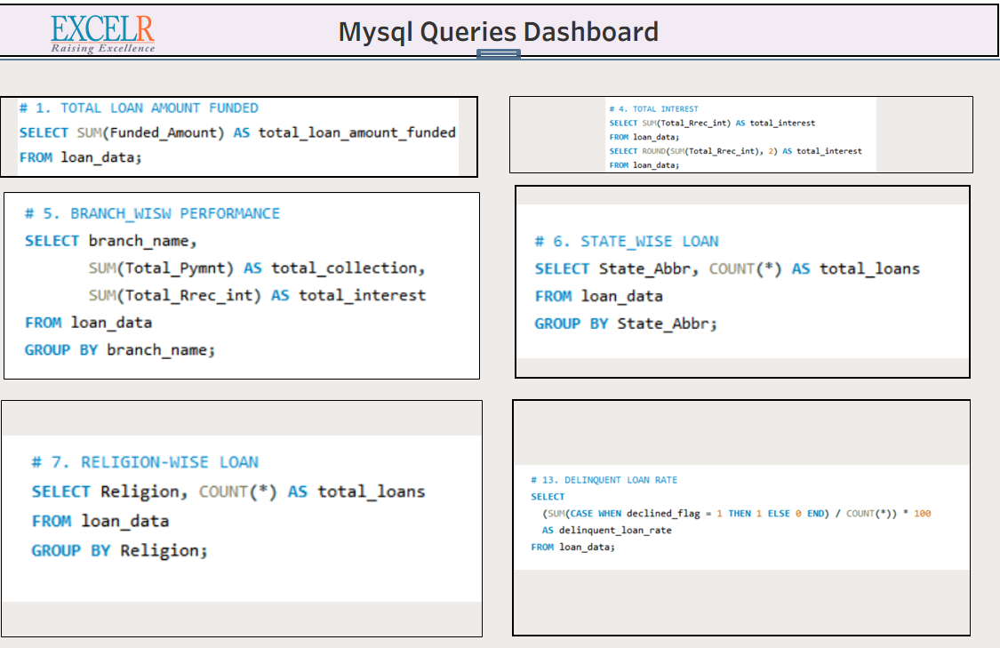 EXCELR
Raising Excellence
Mysql Queries Dashboard
# 1. TOTAL LOAN AMOUNT FUNDED
SELECT SUM(Funded_Amount) AS total_loan_amount_funded
FROM loan_data;
# 4. TOTAL INTEREST
SELECT SUM(Total_Rrec_int) AS total_interest
FROM loan_data;
SELECT ROUND(SUM(Total_Rrec_int), 2) AS total_interest
FROM loan_data;
# 5. BRANCH_WISW PERFORMANCE
SELECT branch_name,
SUM(Total_Pymnt) AS total_collection,
SUM(Total_Rrec_int) AS total_interest
FROM loan_data
GROUP BY branch_name;
# 6. STATE_WISE LOAN
SELECT State_Abbr, COUNT(*) AS total_loans
FROM loan_data
GROUP BY State_Abbr;
# 7. RELIGION-WISE LOAN
SELECT Religion, COUNT(*) AS total_loans
FROM loan_data
GROUP BY Religion;
# 13. DELINQUENT LOAN RATE
SELECT
(SUM(CASE WHEN declined_flag = 1 THEN 1 ELSE 0 END) / COUNT(*)) * 100
AS delinquent_loan_rate
FROM loan_data;